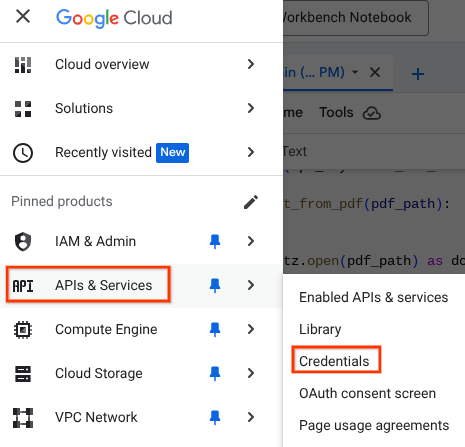 Google Cloud
Cloud overview
Solutions
Recently visited New
Pinned products
IAM & Admin
API APIs & Services
Compute Engine
Cloud Storage
VPC Network
Workbench Notebook
in (... PM)
me Tools
Text
t_from_pdf(pdf_path):
tz.open(pdf_path) as do
Enabled APIs & services
Library
Credentials
OAuth consent screen
Page usage agreements